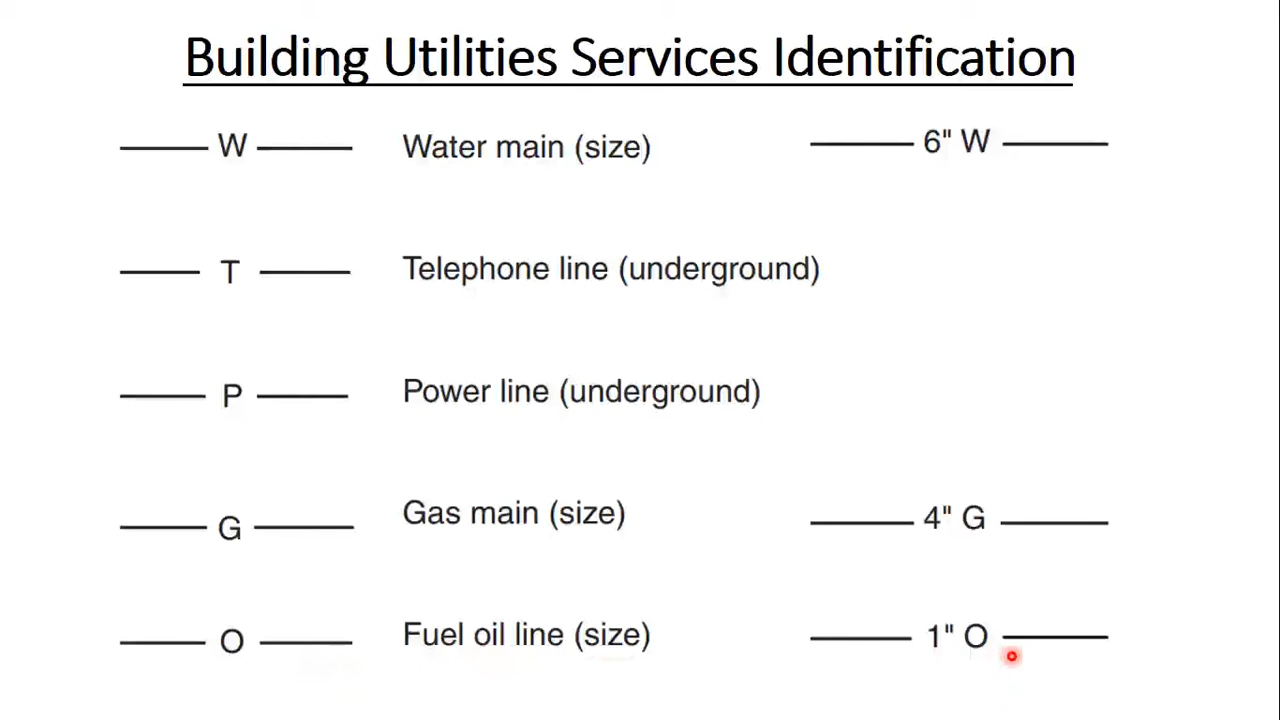 Building Utilities Services Identification
W Water main (size) 6" W
T Telephone line (underground)
P Power line (underground)
G Gas main (size) 4" G
O Fuel oil line (size) 1" O